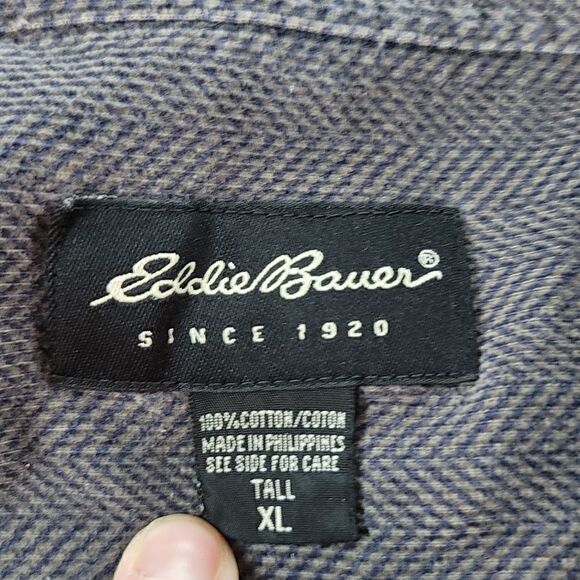 Eddie Bauer®
SINCE 1920
100% COTTON/COTON
MADE IN PHILIPPINES
SEE SIDE FOR CARE
TALL
XL